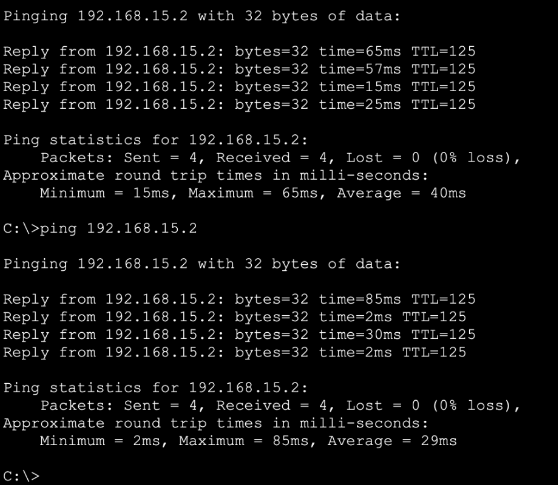 Pinging 192.168.15.2 with 32 bytes of data:
Reply from 192.168.15.2: bytes=32 time=65ms TTL=125
Reply from 192.168.15.2: bytes=32 time=57ms TTL=125
Reply from 192.168.15.2: bytes=32 time=15ms TTL=125
Reply from 192.168.15.2: bytes=32 time=25ms TTL=125
Ping statistics for 192.168.15.2:
    Packets: Sent = 4, Received = 4, Lost = 0 (0% loss),
Approximate round trip times in milli-seconds:
    Minimum = 15ms, Maximum = 65ms, Average = 40ms
C:\>ping 192.168.15.2
Pinging 192.168.15.2 with 32 bytes of data:
Reply from 192.168.15.2: bytes=32 time=85ms TTL=125
Reply from 192.168.15.2: bytes=32 time=2ms TTL=125
Reply from 192.168.15.2: bytes=32 time=30ms TTL=125
Reply from 192.168.15.2: bytes=32 time=2ms TTL=125
Ping statistics for 192.168.15.2:
    Packets: Sent = 4, Received = 4, Lost = 0 (0% loss),
Approximate round trip times in milli-seconds:
    Minimum = 2ms, Maximum = 85ms, Average = 29ms
C:\>